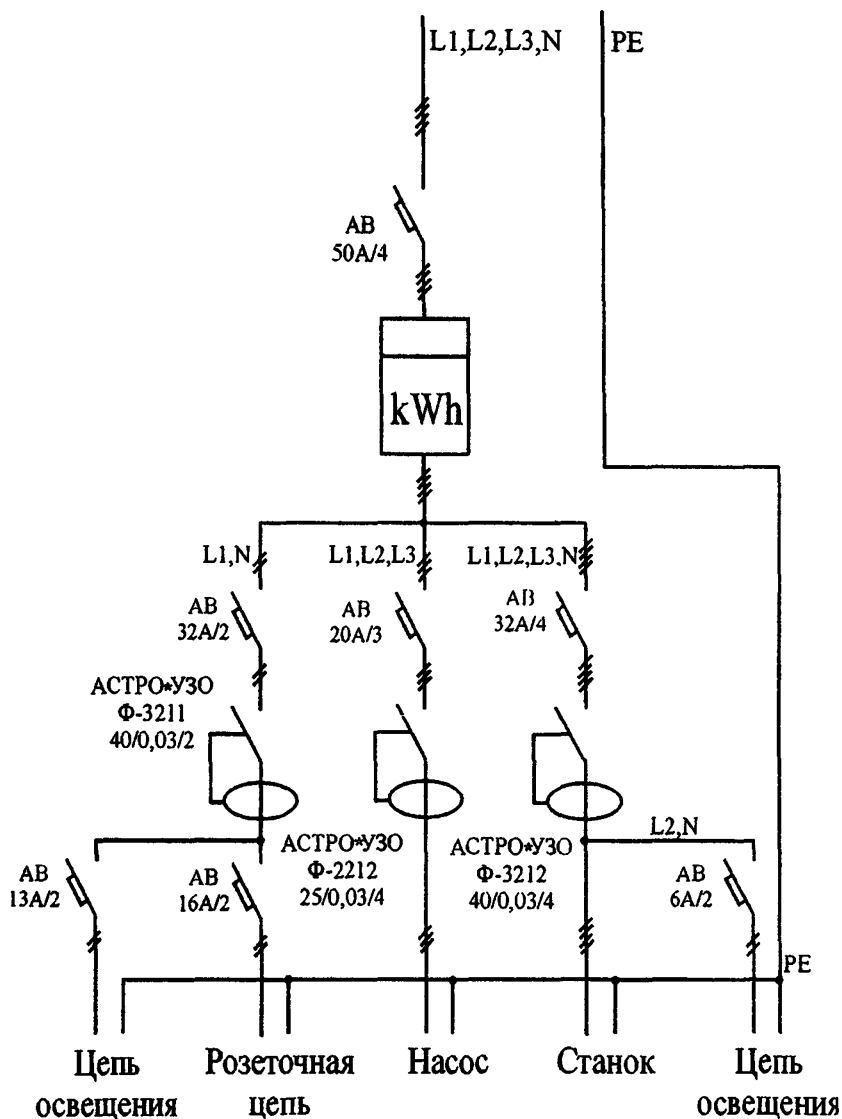 L1,L2,L3,N
PE
АВ
50А/4
kWh
L1,N
L1,L2,L3
L1,L2,L3,N
АВ
32А/2
АВ
20А/3
АВ
32А/4
АСТРО*УЗО
Ф-3211
40/0,03/2
L2,N
АСТРО*УЗО
Ф-2212
25/0,03/4
АСТРО*УЗО
Ф-3212
40/0,03/4
АВ
13А/2
АВ
16А/2
АВ
6А/2
PE
Цепь
освещения
Розеточная
цепь
Насос
Станок
Цепь
освещения